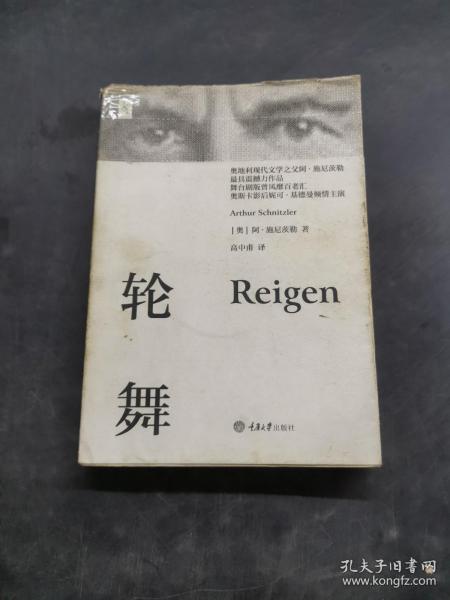 奥地利现代文学之父阿·施尼茨勒
最具震撼力作品
舞台剧版曾风靡百老汇
奥斯卡影后妮可·基德曼倾情主演
Arthur Schnitzler
[奥] 阿·施尼茨勒 著
高中甫 译
轮舞
Reigen
重庆大学出版社
孔夫子旧书网
www.kongfz.com